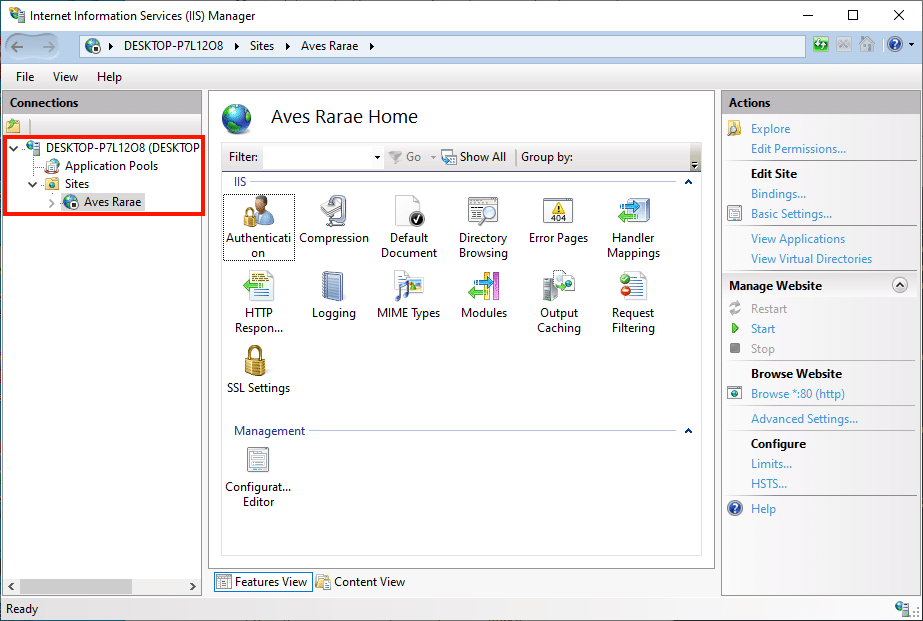 Internet Information Services (IIS) Manager
DESKTOP-P7L12O8 Sites Aves Rarae
File View Help
Connections
DESKTOP-P7L12O8 (DESKTOP
Application Pools
Sites
Aves Rarae
Aves Rarae Home
Filter: Go Show All Group by:
IIS
Authenticati
on
Compression
Default
Document
Directory
Browsing
Error Pages
404
Handler
Mappings
HTTP
Respon...
Logging
MIME Types
Modules
Output
Caching
Request
Filtering
SSL Settings
Management
Configurat...
Editor
Features View Content View
Actions
Explore
Edit Permissions...
Edit Site
Bindings...
Basic Settings...
View Applications
View Virtual Directories
Manage Website
Restart
Start
Stop
Browse Website
Browse *:80 (http)
Advanced Settings...
Configure
Limits...
HSTS...
Help
Ready